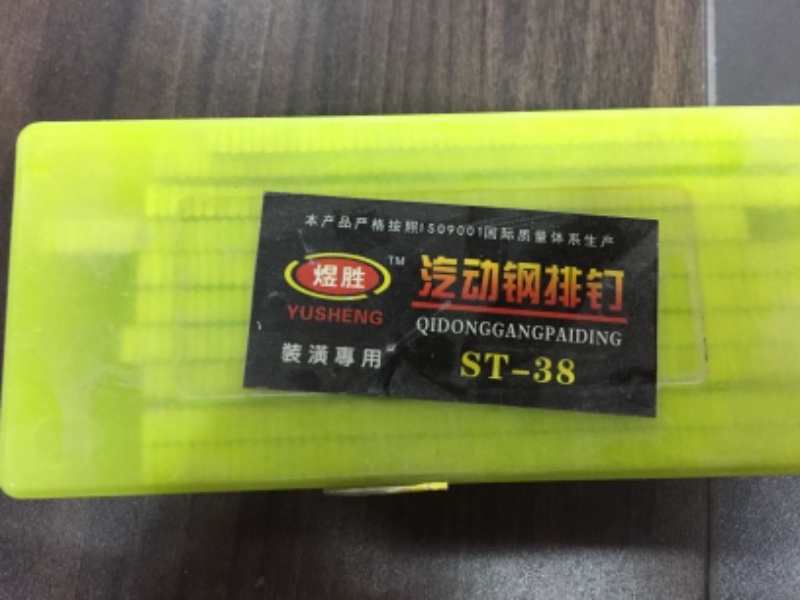 本产品严格按照ISO9001国际质量体系生产
煜胜 TM
YUSHENG
汽动钢排钉
QIDONGGANGPAIDING
装潢專用
ST-38